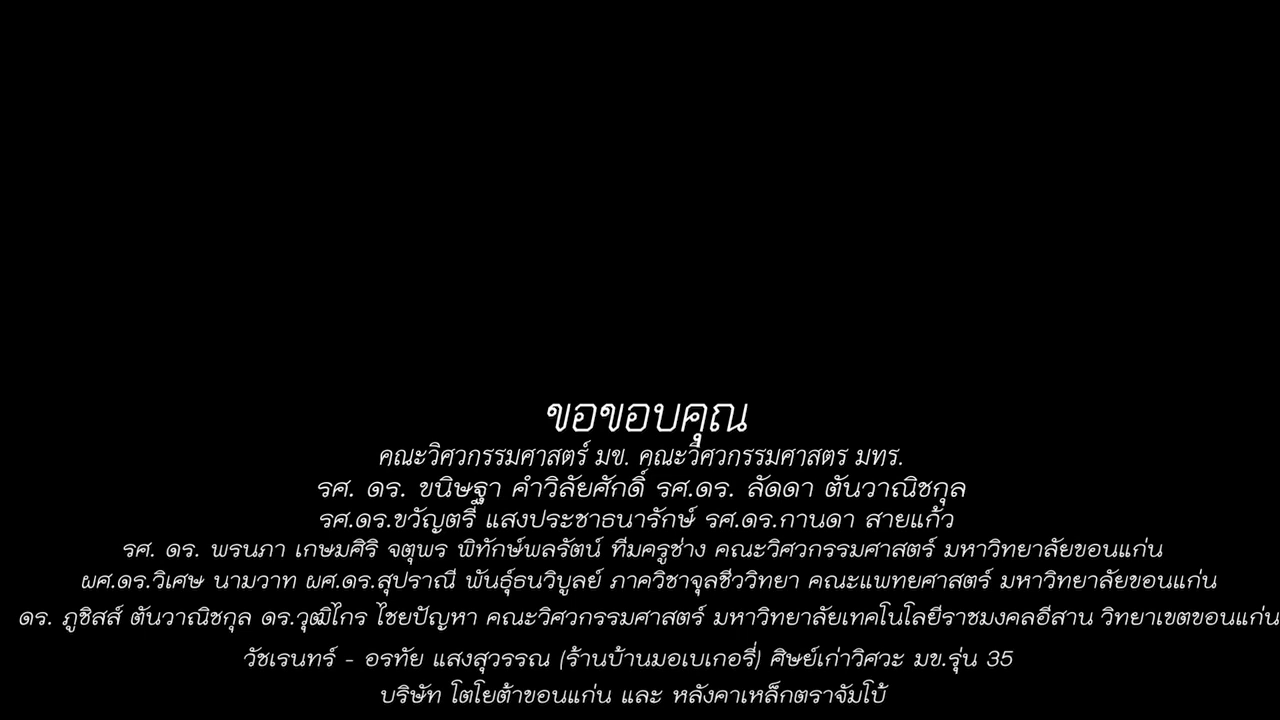 ขอขอบคุณ
คณะวิศวกรรมศาสตร์ มข. คณะวิศวกรรมศาสตร มทร.
รศ. ดร. ขนิษฐา คำวิลัยศักดิ์ รศ.ดร. ลัดดา ตันวาณิชกุล
รศ.ดร.ขวัญตรี แสงประชาธนารักษ์ รศ.ดร.กานดา สายแก้ว
รศ. ดร. พรนภา เกษมศิริ จตุพร พิทักษ์พลรัตน์ ทีมครูช่าง คณะวิศวกรรมศาสตร์ มหาวิทยาลัยขอนแก่น
ผศ.ดร.วิเศษ นามวาท ผศ.ดร.สุปราณี พันธุ์ธนวิบูลย์ ภาควิชาจุลชีววิทยา คณะแพทยศาสตร์ มหาวิทยาลัยขอนแก่น
ดร. ภูชิสส์ ตันวาณิชกุล ดร.วุฒิไกร ไชยปัญหา คณะวิศวกรรมศาสตร์ มหาวิทยาลัยเทคโนโลยีราชมงคลอีสาน วิทยาเขตขอนแก่น
วัชเรนทร์ - อรทัย แสงสุวรรณ (ร้านบ้านมอเบเกอรี่) ศิษย์เก่าวิศวะ มข.รุ่น 35
บริษัท โตโยต้าขอนแก่น และ หลังคาเหล็กตราจัมโบ้